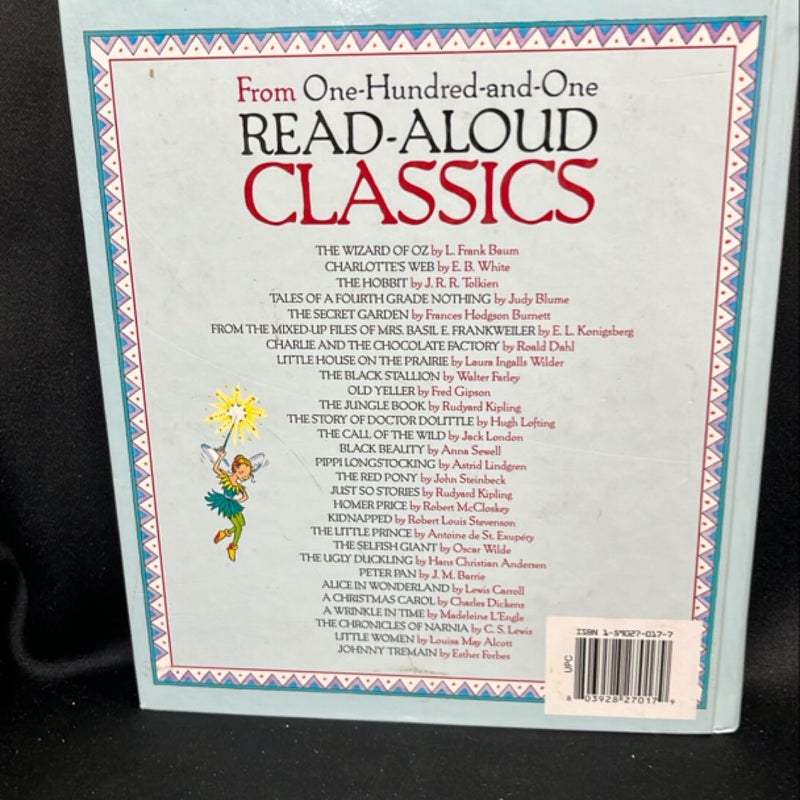 From One-Hundred-and-One
READ-ALOUD
CLASSICS
THE WIZARD OF OZ by L. Frank Baum
CHARLOTTE'S WEB by E. B. White
THE HOBBIT by J. R. R. Tolkien
TALES OF A FOURTH GRADE NOTHING by Judy Blume
THE SECRET GARDEN by Frances Hodgson Burnett
FROM THE MIXED-UP FILES OF MRS. BASIL E. FRANKWEILER by E. L. Konigsberg
CHARLIE AND THE CHOCOLATE FACTORY by Roald Dahl
LITTLE HOUSE ON THE PRAIRIE by Laura Ingalls Wilder
THE BLACK STALLION by Walter Farley
OLD YELLER by Fred Gipson
THE JUNGLE BOOK by Rudyard Kipling
THE STORY OF DOCTOR DOLITTLE by Hugh Lofting
THE CALL OF THE WILD by Jack London
BLACK BEAUTY by Anna Sewell
PIPPI LONGSTOCKING by Astrid Lindgren
THE RED PONY by John Steinbeck
JUST SO STORIES by Rudyard Kipling
HOMER PRICE by Robert McCloskey
KIDNAPPED by Robert Louis Stevenson
THE LITTLE PRINCE by Antoine de St. Exupéry
THE SELFISH GIANT by Oscar Wilde
THE UGLY DUCKLING by Hans Christian Andersen
PETER PAN by J. M. Barrie
ALICE IN WONDERLAND by Lewis Carroll
A CHRISTMAS CAROL by Charles Dickens
A WRINKLE IN TIME by Madeleine L'Engle
THE CHRONICLES OF NARNIA by C. S. Lewis
LITTLE WOMEN by Louisa May Alcott
JOHNNY TREMAIN by Esther Forbes
ISBN 1-59027-017-7
UPC
8 03928 27017 9